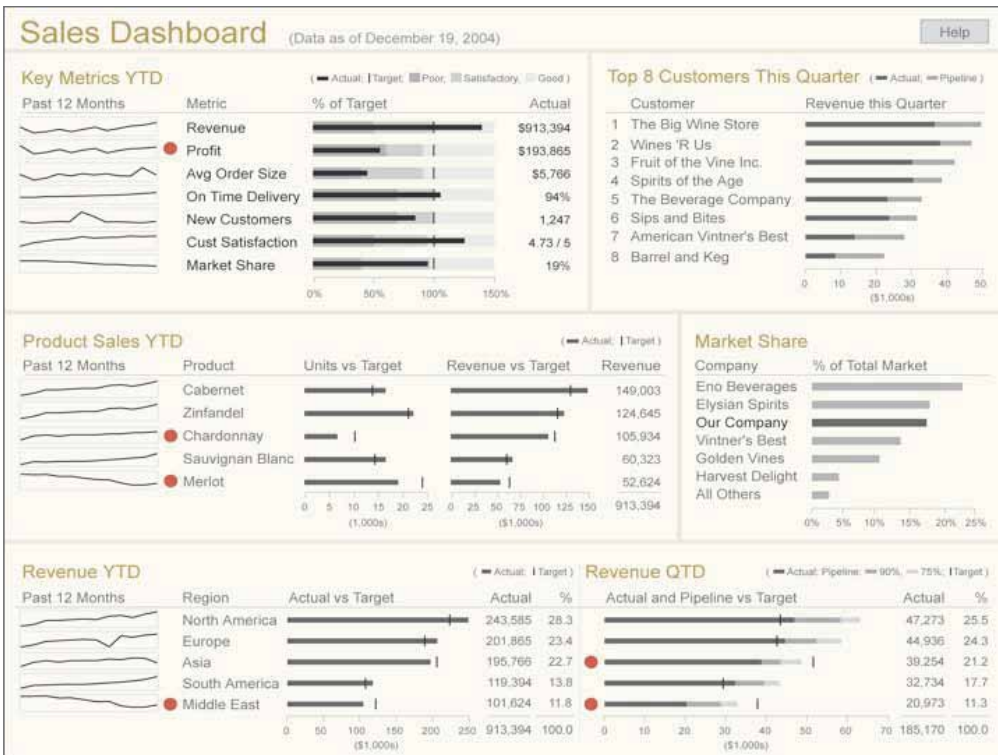 Sales Dashboard (Data as of December 19, 2004)
Help
Key Metrics YTD
( Actual; Target; Poor, Satisfactory, Good )
Past 12 Months Metric % of Target Actual
Revenue $913,394
Profit $193,865
Avg Order Size $5,766
On Time Delivery 94%
New Customers 1,247
Cust Satisfaction 4.73 / 5
Market Share 19%
0% 50% 100% 150%
Top 8 Customers This Quarter ( Actual; Pipeline )
Customer Revenue this Quarter
1 The Big Wine Store
2 Wines 'R Us
3 Fruit of the Vine Inc.
4 Spirits of the Age
5 The Beverage Company
6 Sips and Bites
7 American Vintner's Best
8 Barrel and Keg
0 10 20 30 40 50
($1,000s)
Product Sales YTD
( Actual; Target )
Past 12 Months Product Units vs Target Revenue vs Target Revenue
Cabernet 149,003
Zinfandel 124,645
Chardonnay 105,934
Sauvignan Blanc 60,323
Merlot 52,624
0 5 10 15 20 25 0 25 50 75 100 125 150 913,394
(1,000s) ($1,000s)
Market Share
Company % of Total Market
Eno Beverages
Elysian Spirits
Our Company
Vintner's Best
Golden Vines
Harvest Delight
All Others
0% 5% 10% 15% 20% 25%
Revenue YTD
( Actual; Target )
Past 12 Months Region Actual vs Target Actual %
North America 243,585 28.3
Europe 201,865 23.4
Asia 195,766 22.7
South America 119,394 13.8
Middle East 101,624 11.8
0 50 100 150 200 250 913,394 100.0
($1,000s)
Revenue QTD
( Actual; Pipeline: 90%, 75%; Target )
Actual and Pipeline vs Target Actual %
47,273 25.5
44,936 24.3
39,254 21.2
32,734 17.7
20,973 11.3
0 10 20 30 40 50 60 70 185,170 100.0
($1,000s)